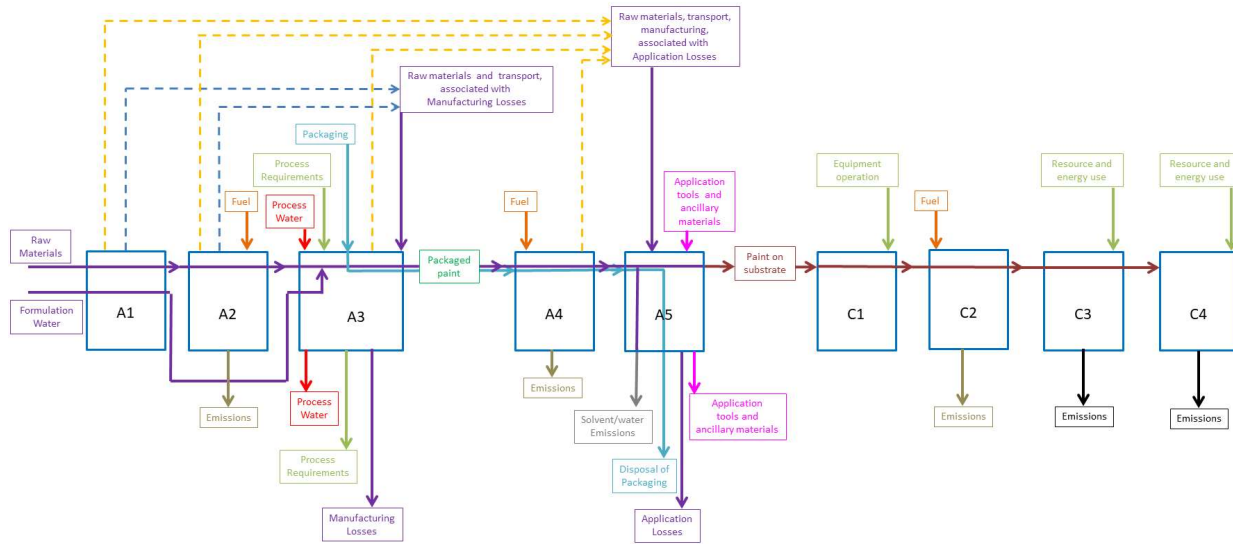 Raw materials, transport,
manufacturing,
associated with
Application Losses
Raw materials and transport,
associated with
Manufacturing Losses
Packaging
Process
Requirements
Equipment
operation
Resource and
energy use
Resource and
energy use
Application
tools and
ancillary
materials
Fuel
Process
Water
Fuel
Fuel
Raw
Materials
Packaged
paint
Paint on
substrate
Formulation
Water
A1
A2
A3
A4
A5
C1
C2
C3
C4
Emissions
Process
Water
Emissions
Solvent/water
Emissions
Application
tools and
ancillary materials
Emissions
Emissions
Emissions
Process
Requirements
Disposal of
Packaging
Manufacturing
Losses
Application
Losses